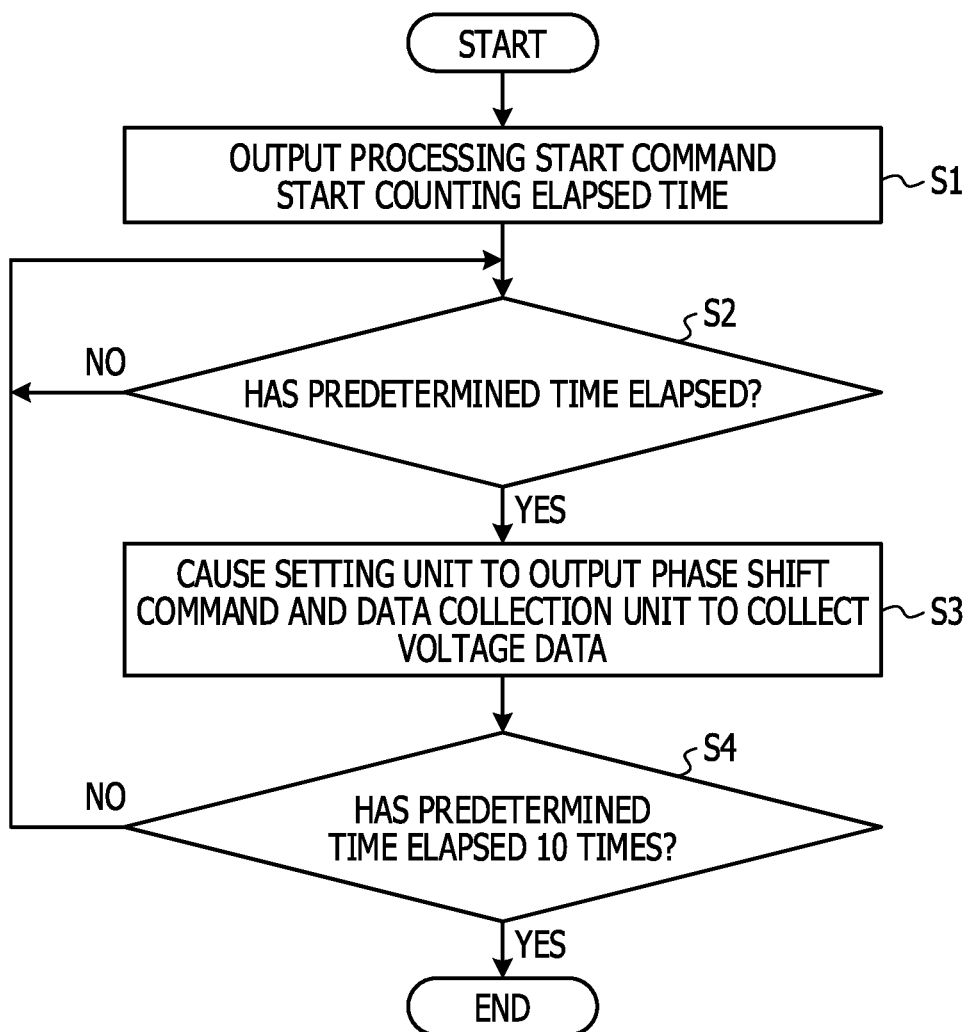 START
OUTPUT PROCESSING START COMMAND
START COUNTING ELAPSED TIME
S1
S2
NO
HAS PREDETERMINED TIME ELAPSED?
YES
CAUSE SETTING UNIT TO OUTPUT PHASE SHIFT
COMMAND AND DATA COLLECTION UNIT TO COLLECT
VOLTAGE DATA
S3
S4
NO
HAS PREDETERMINED
TIME ELAPSED 10 TIMES?
YES
END